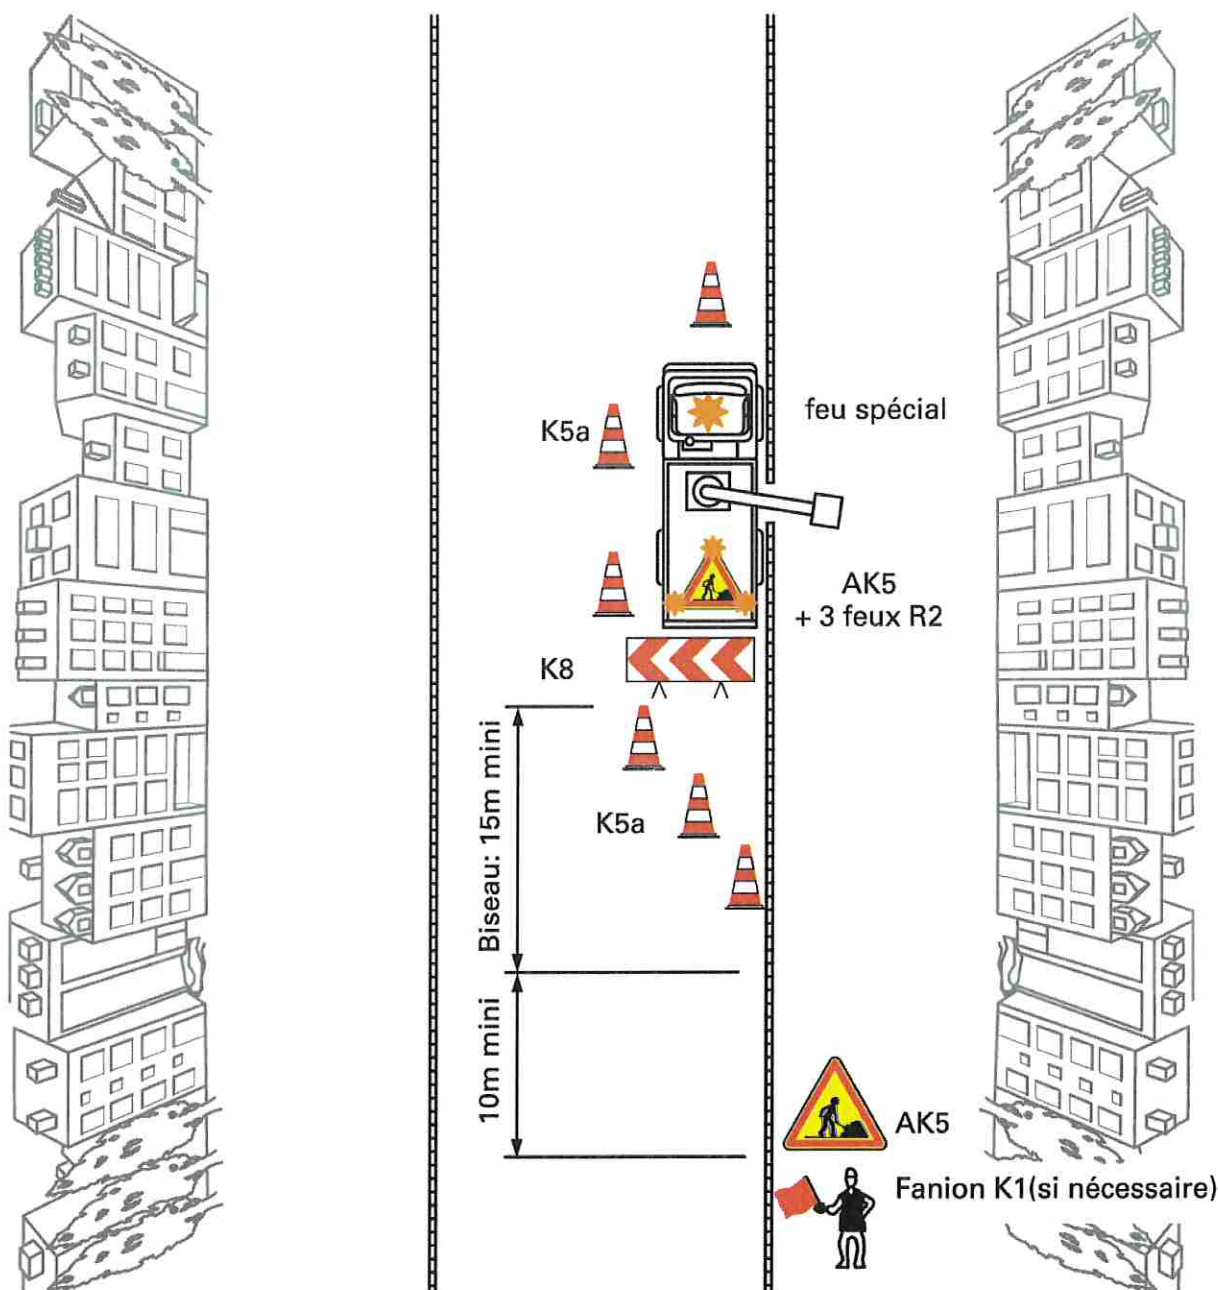 feu spécial
K5a
AK5
+ 3 feux R2
K8
Biseau: 15m mini
K5a
10m mini
AK5
Fanion K1(si nécessaire)